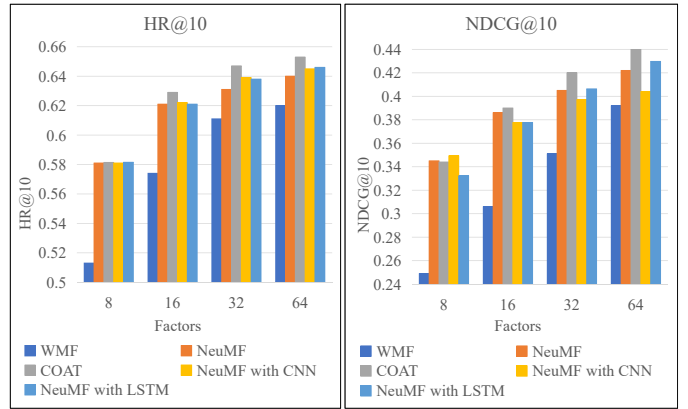 HR@10
0.66
0.64
0.62
0.6
0.58
0.56
0.54
0.52
0.5
HR@10
8 16 32 64
Factors
WMF NeuMF
COAT NeuMF with CNN
NeuMF with LSTM
NDCG@10
0.44
0.42
0.4
0.38
0.36
0.34
0.32
0.3
0.28
0.26
0.24
NDCG@10
8 16 32 64
Factors
WMF NeuMF
COAT NeuMF with CNN
NeuMF with LSTM